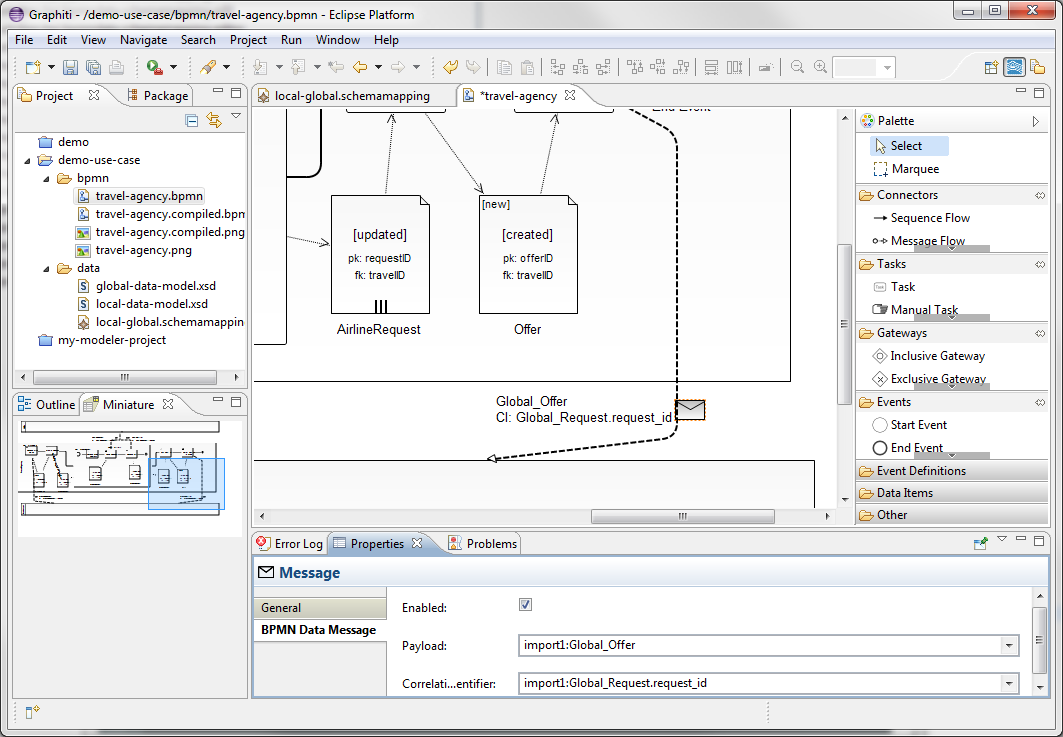 Graphiti - /demo-use-case/bpmn/travel-agency.bpmn - Eclipse Platform
File Edit View Navigate Search Project Run Window Help
Project
Package
demo
demo-use-case
bpmn
travel-agency.bpmn
travel-agency.compiled.bpm
travel-agency.compiled.png
travel-agency.png
data
global-data-model.xsd
local-data-model.xsd
local-global.schemamappin
my-modeler-project
Outline
Miniature
local-global.schemamapping
*travel-agency
End Event
[updated]
pk: requestID
fk: travelID
AirlineRequest
[new]
[created]
pk: offerID
fk: travelID
Offer
Global_Offer
CI: Global_Request.request_id
Palette
Select
Marquee
Connectors
Sequence Flow
Message Flow
Tasks
Task
Manual Task
Gateways
Inclusive Gateway
Exclusive Gateway
Events
Start Event
End Event
Event Definitions
Data Items
Other
Error Log
Properties
Problems
Message
General
BPMN Data Message
Enabled:
Payload:
import1:Global_Offer
Correlati...entifier:
import1:Global_Request.request_id